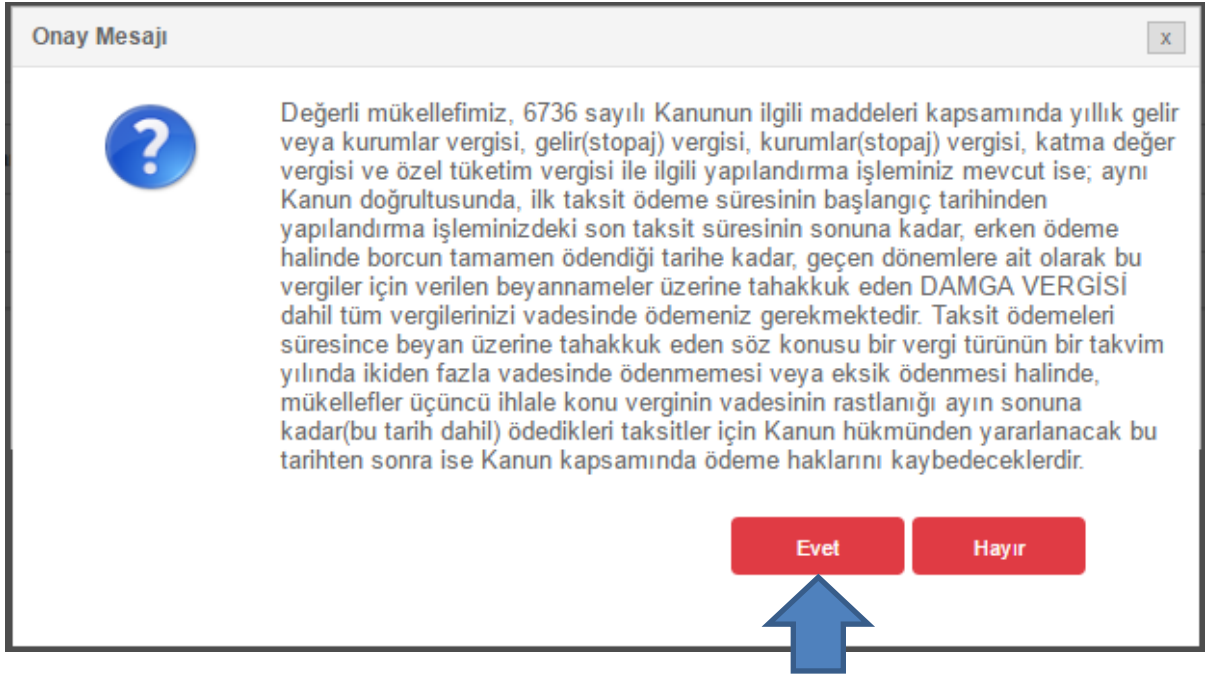 Onay Mesajı
x
Değerli mükellefimiz, 6736 sayılı Kanunun ilgili maddeleri kapsamında yıllık gelir
veya kurumlar vergisi, gelir(stopaj) vergisi, kurumlar(stopaj) vergisi, katma değer
vergisi ve özel tüketim vergisi ile ilgili yapılandırma işleminiz mevcut ise; aynı
Kanun doğrultusunda, ilk taksit ödeme süresinin başlangıç tarihinden
yapılandırma işleminizdeki son taksit süresinin sonuna kadar, erken ödeme
halinde borcun tamamen ödendiği tarihe kadar, geçen dönemlere ait olarak bu
vergiler için verilen beyannameler üzerine tahakkuk eden DAMGA VERGİSİ
dahil tüm vergilerinizi vadesinde ödemeniz gerekmektedir. Taksit ödemeleri
süresince beyan üzerine tahakkuk eden söz konusu bir vergi türünün bir takvim
yılında ikiden fazla vadesinde ödenmemesi veya eksik ödenmesi halinde,
mükellefler üçüncü ihlale konu verginin vadesinin rastlanığı ayın sonuna
kadar(bu tarih dahil) ödedikleri taksitler için Kanun hükmünden yararlanacak bu
tarihten sonra ise Kanun kapsamında ödeme haklarını kaybedeceklerdir.
Evet
Hayır